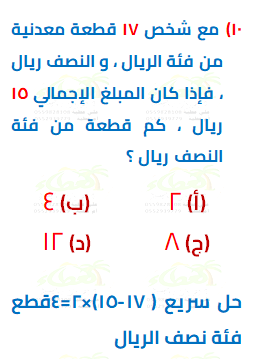 ١٠) مع شخص ١٧ قطعة معدنية
من فئة الريال ، و النصف ريال
، فإذا كان المبلغ الإجمالي ١٥
ريال ، كم قطعة من فئة
النصف ريال ؟
(أ) ٢ (ب) ٤
(ج) ٨ (د) ١٢
حل سريع ( ١٧-١٥)×٢=٤قطع
فئة نصف الريال